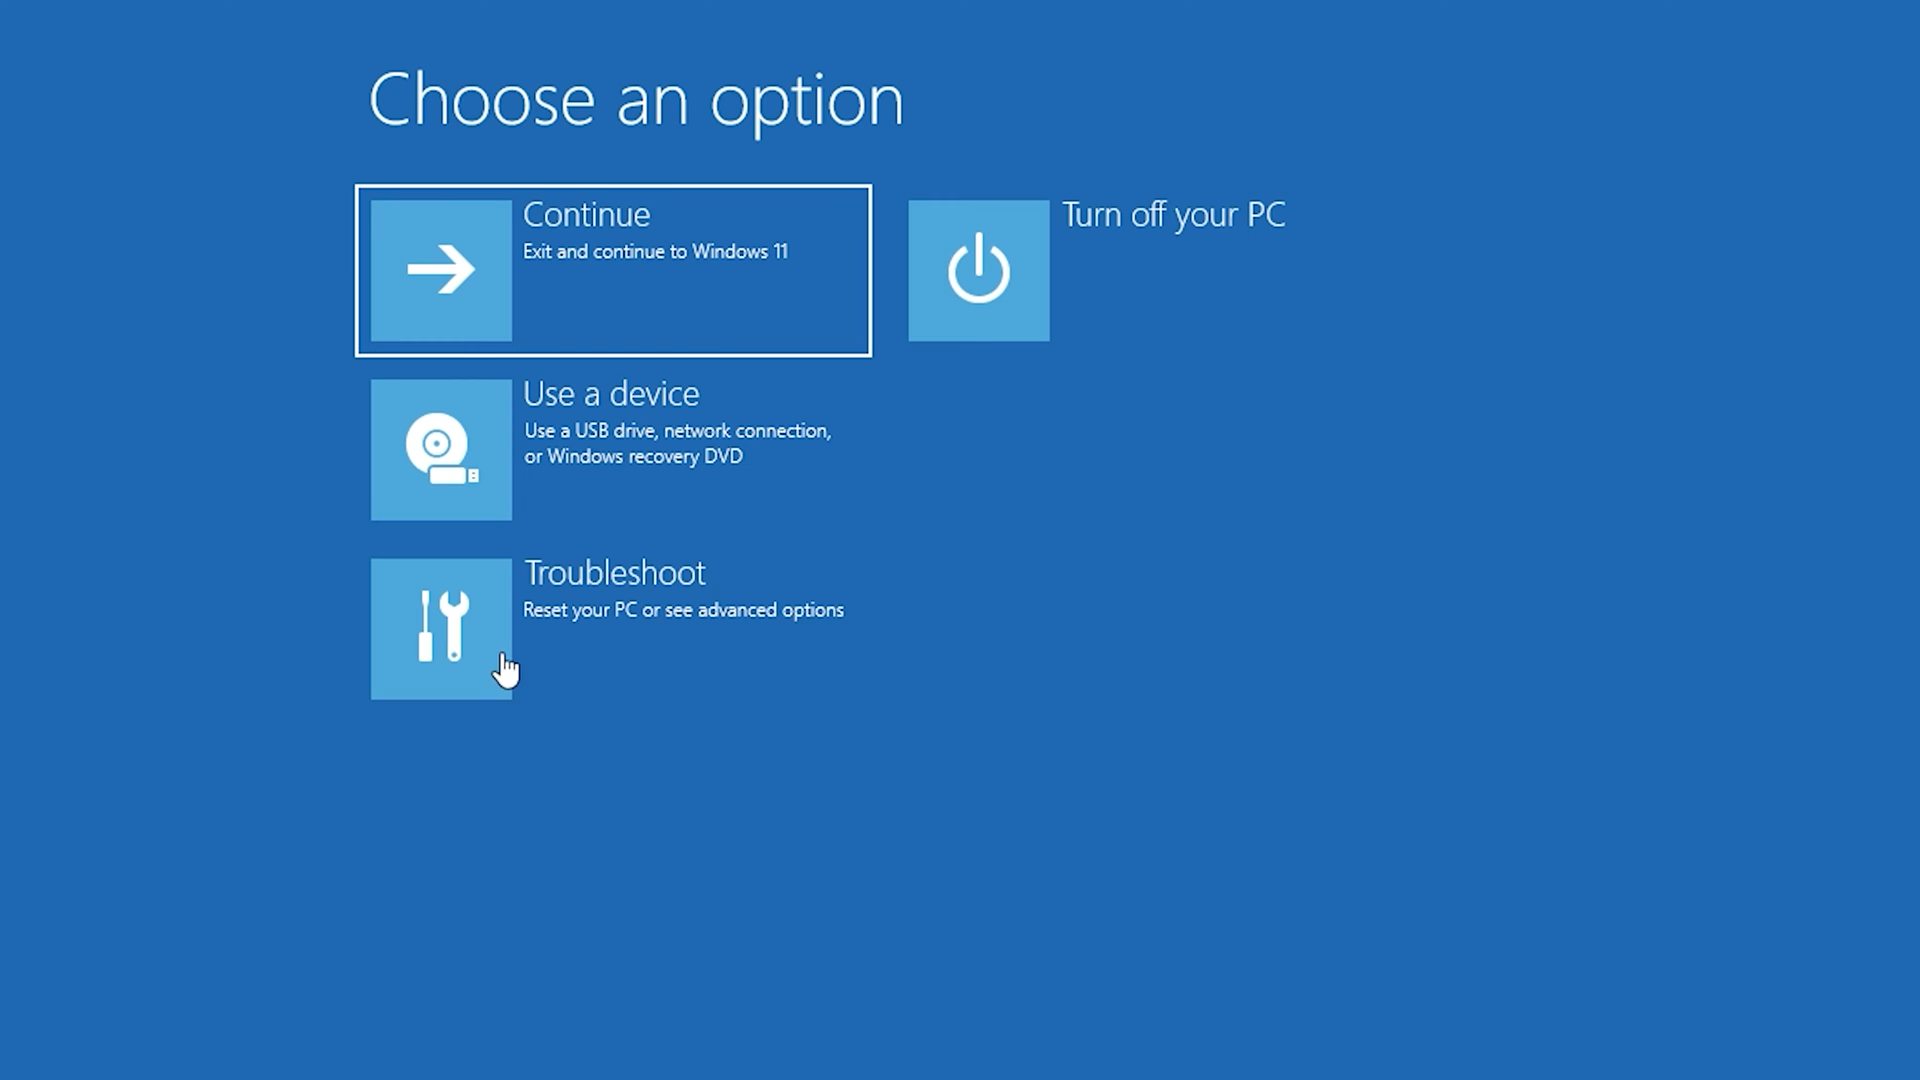 Choose an option
Continue
Exit and continue to Windows 11
Turn off your PC
Use a device
Use a USB drive, network connection,
or Windows recovery DVD
Troubleshoot
Reset your PC or see advanced options